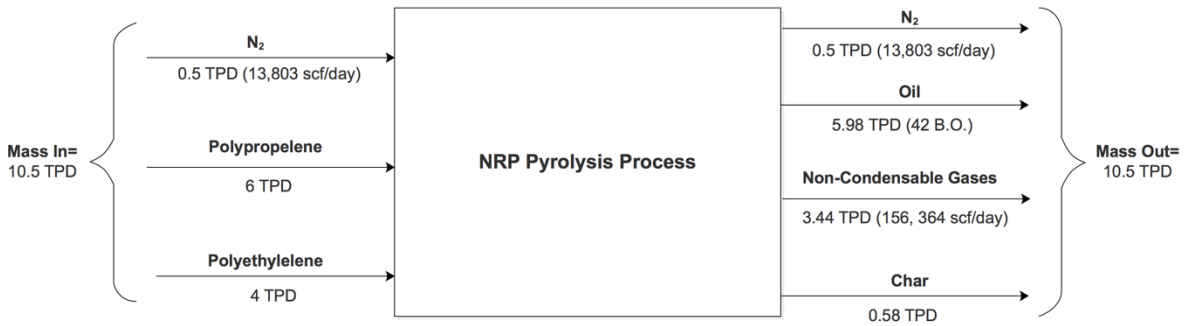 Mass In=
10.5 TPD
N₂
0.5 TPD (13,803 scf/day)
Polypropelene
6 TPD
Polyethylelene
4 TPD
NRP Pyrolysis Process
N₂
0.5 TPD (13,803 scf/day)
Oil
5.98 TPD (42 B.O.)
Non-Condensable Gases
3.44 TPD (156, 364 scf/day)
Char
0.58 TPD
Mass Out=
10.5 TPD